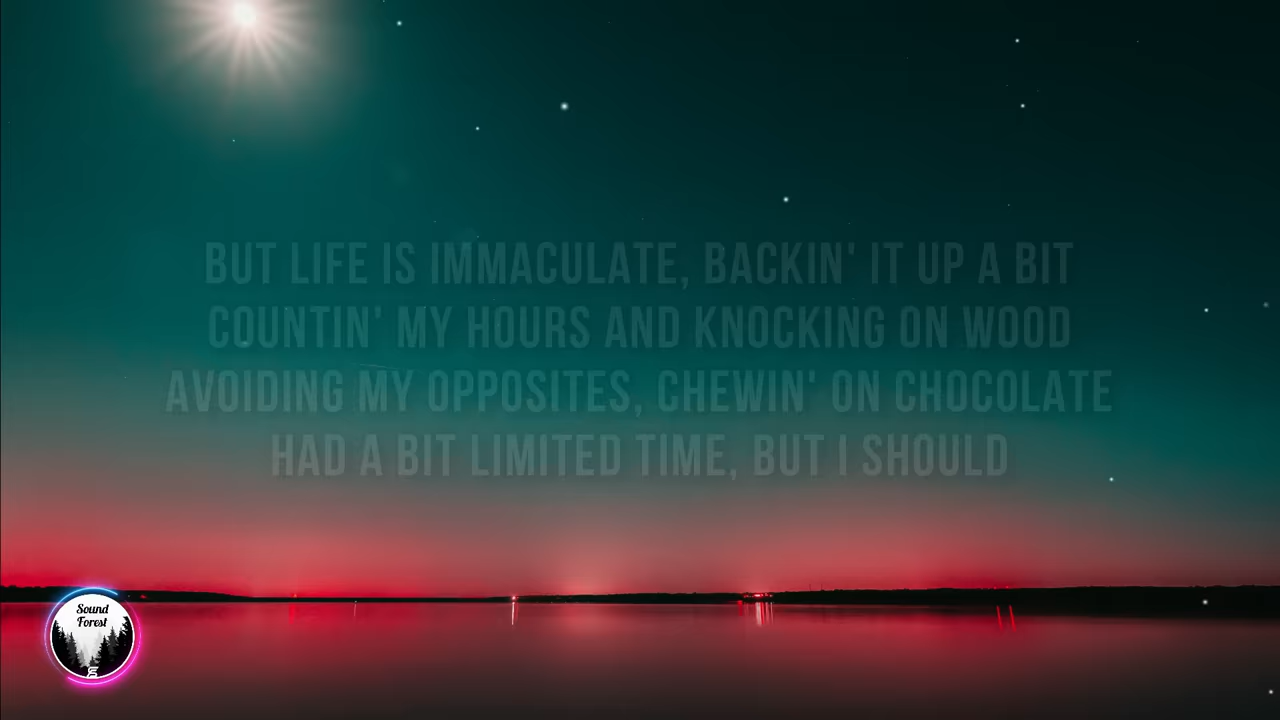 BUT LIFE IS IMMACULATE, BACKIN' IT UP A BIT
COUNTIN' MY HOURS AND KNOCKING ON WOOD
AVOIDING MY OPPOSITES, CHEWIN' ON CHOCOLATE
HAD A BIT LIMITED TIME, BUT I SHOULD
Sound
Forest